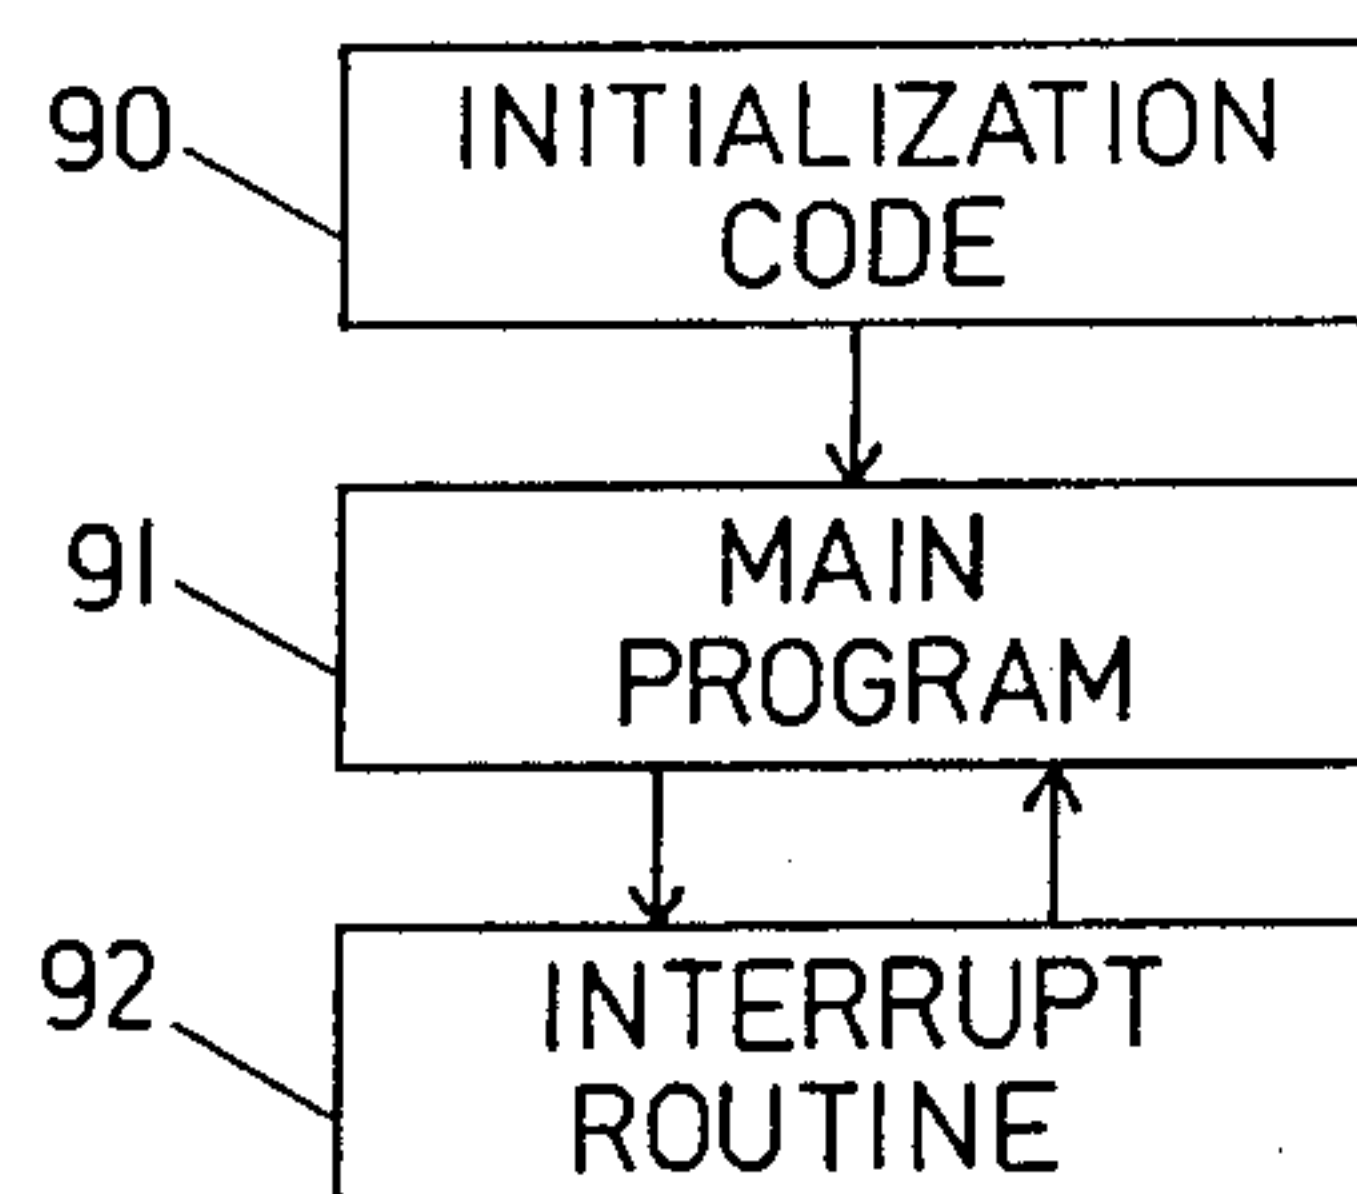 90
INITIALIZATION
CODE
91
MAIN
PROGRAM
92
INTERRUPT
ROUTINE